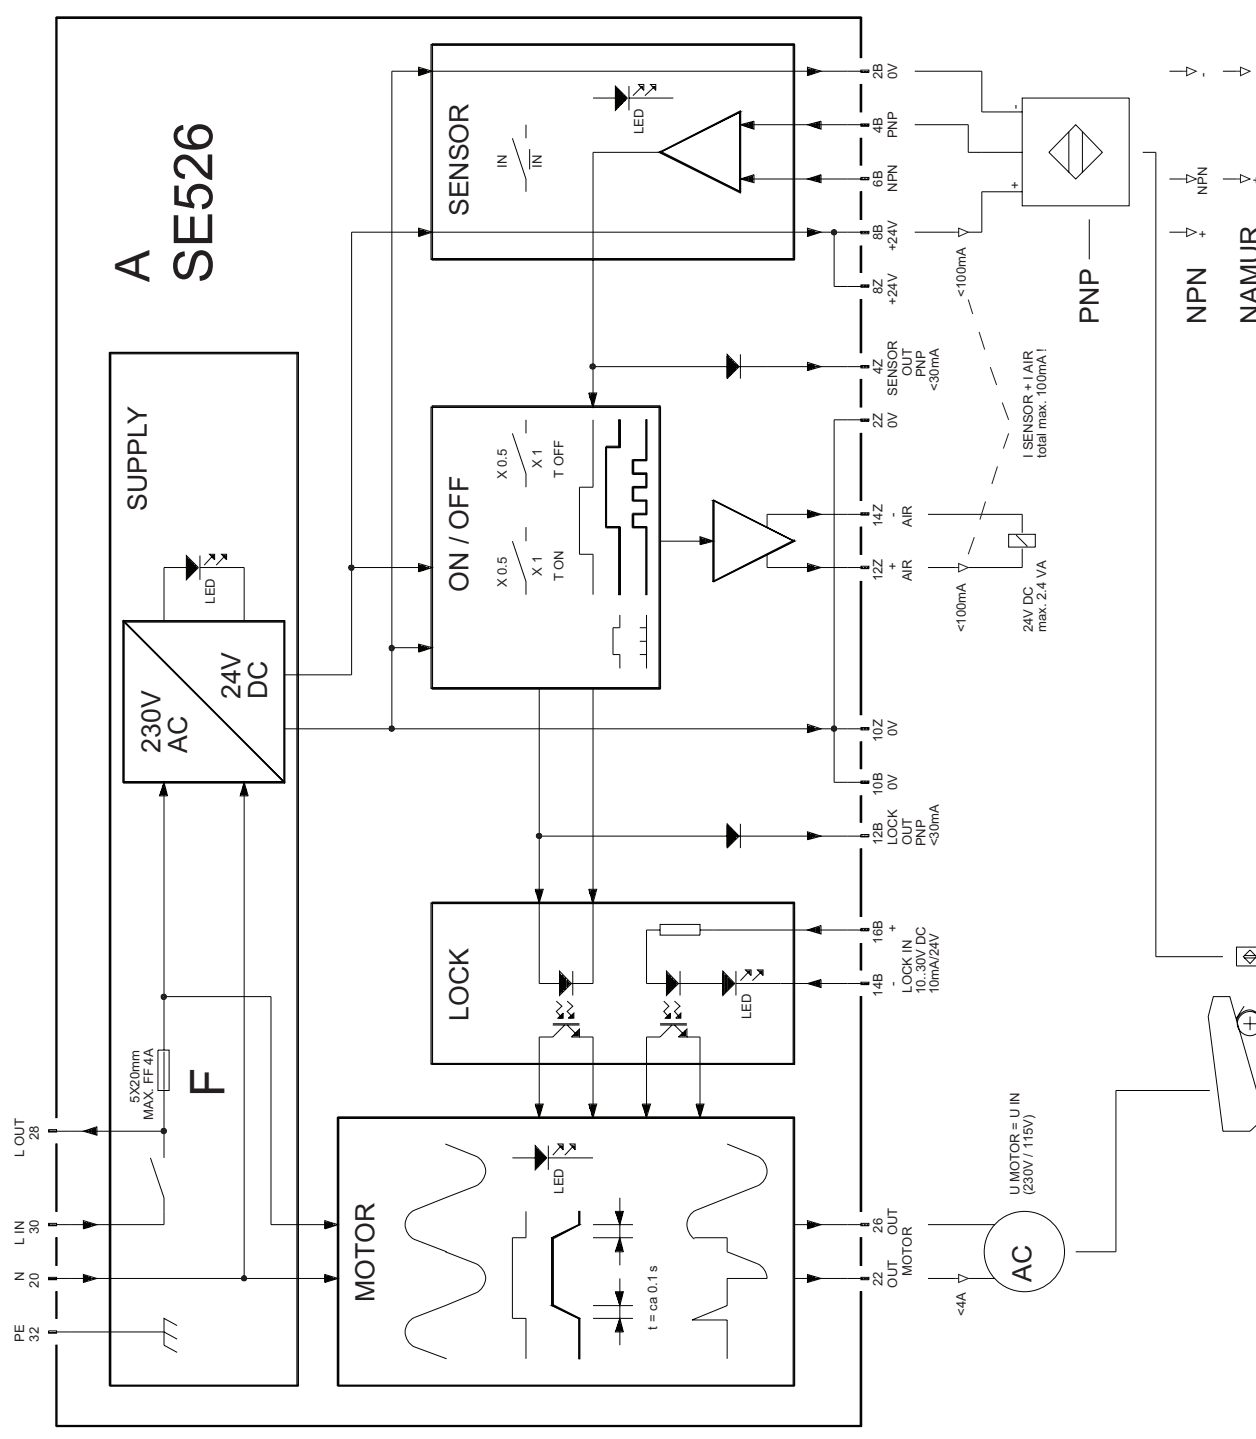 A
SE526
SUPPLY
LED
230V
AC
24V
DC
5X20mm
MAX. FF 4A
F
L OUT
28
L IN
30
N
20
PE
32
SENSOR
IN
IN
LED
2B
0V
4B
PNP
6B
NPN
8B
+24V
8Z
+24V
4Z
SENSOR
OUT
PNP
<30mA
2Z
0V
14Z
-
AIR
12Z
+
AIR
10Z
0V
10B
0V
12B
LOCK
OUT
PNP
<30mA
16B
+
14B
-
LOCK IN
10..30V DC
10mA/24V
26
OUT
22
OUT
MOTOR
ON / OFF
X 0.5
X 1
T ON
X 0.5
X 1
T OFF
LOCK
LED
MOTOR
LED
t = ca 0.1 s
<100mA
<100mA
I SENSOR + I AIR
total max. 100mA !
24V DC
max. 2.4 VA
<4A
AC
U MOTOR = U IN
(230V / 115V)
-
+
PNP
-
NPN
+
NPN
+
NAMUR